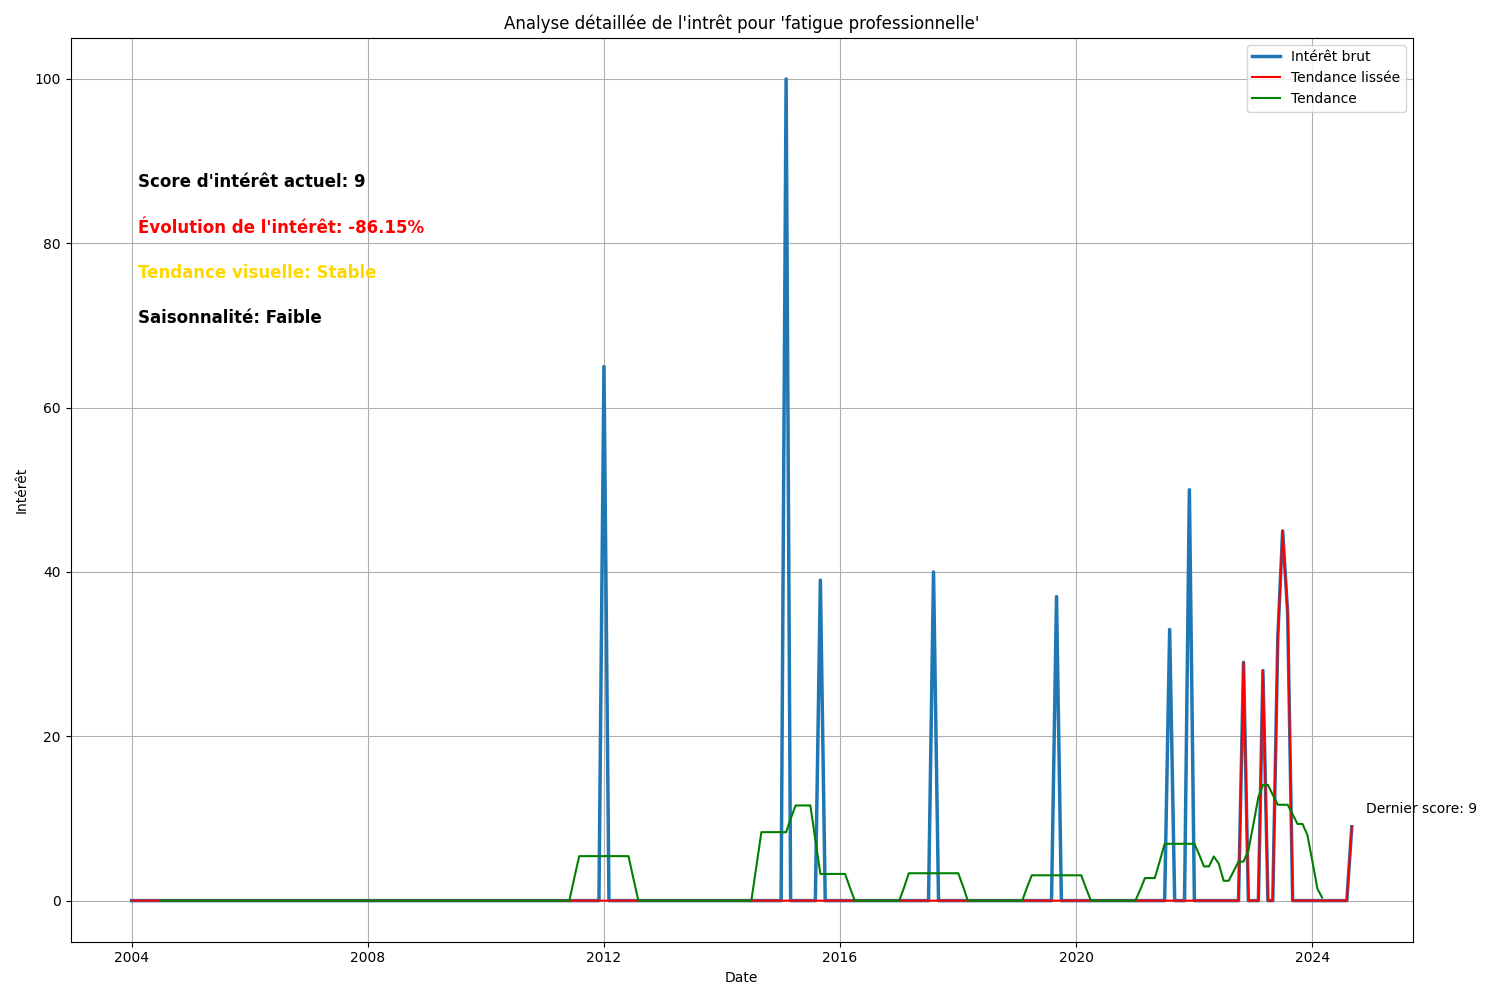 Analyse détaillée de l'intrêt pour 'fatigue professionnelle'
Intérêt brut
Tendance lissée
Tendance
Score d'intérêt actuel: 9
Évolution de l'intérêt: -86.15%
Tendance visuelle: Stable
Saisonnalité: Faible
Dernier score: 9
Intérêt
100
80
60
40
20
0
2004
2008
2012
2016
2020
2024
Date